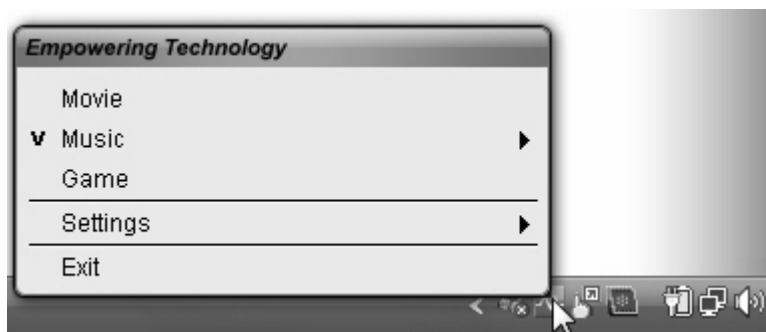 Empowering Technology
Movie
v Music
Game
Settings
Exit